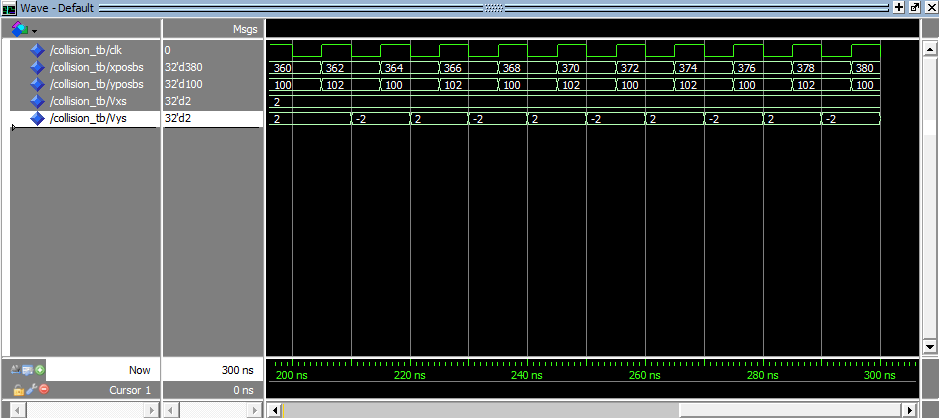 Wave - Default
Msgs
/collision_tb/clk 0
/collision_tb/xposbs 32'd380 360 362 364 366 368 370 372 374 376 378 380
/collision_tb/yposbs 32'd100 100 102 100 102 100 102 100 102 100 102 100
/collision_tb/Vxs 32'd2 2
/collision_tb/Vys 32'd2 2 -2 2 -2 2 -2 2 -2 2 -2
Now 300 ns 200 ns 220 ns 240 ns 260 ns 280 ns 300 ns
Cursor 1 0 ns